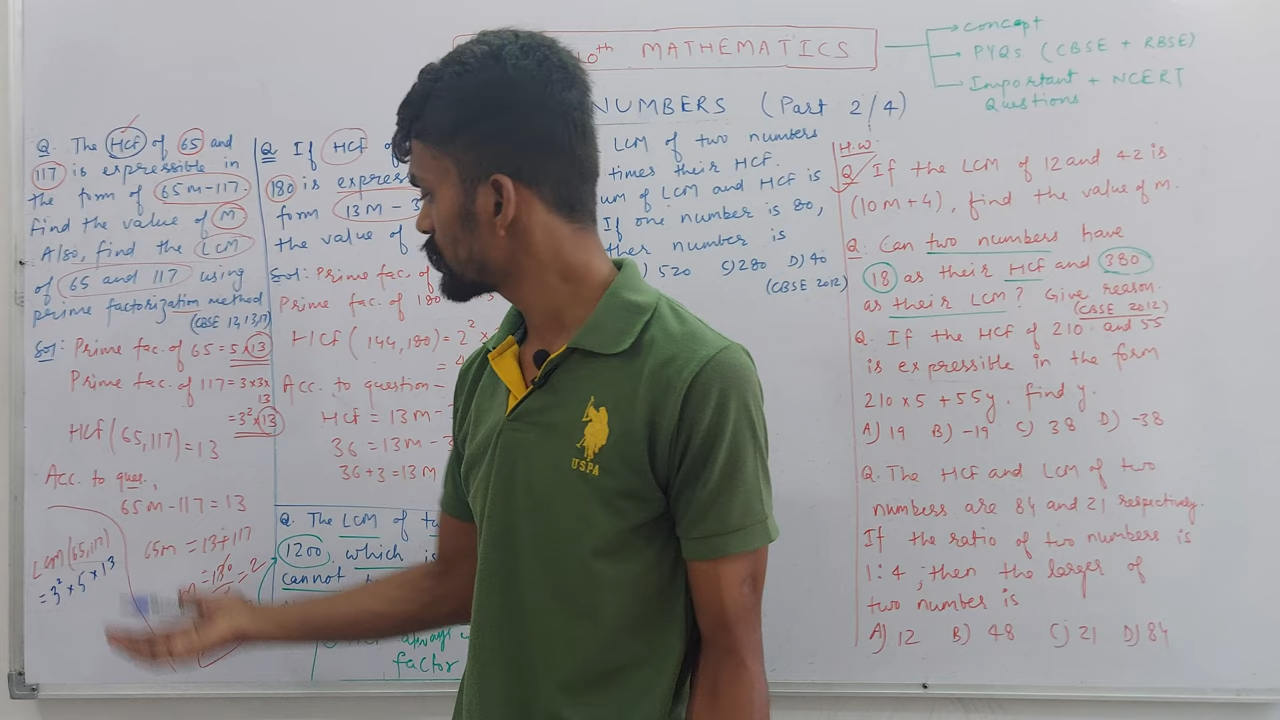 10th MATHEMATICS
concept
PYQs (CBSE + RBSE)
Important + NCERT
Questions
NUMBERS (Part 2/4)
Q. The HCF of 65 and
117 is expressible in
the form of 65M-117.
find the value of M
Also, find the LCM
of 65 and 117 using
prime factorization method
(CBSE 12,13,17)
Sol: Prime fac. of 65 = 5×13
Prime fac. of 117 = 3×3×
13
= 3²×13
HCF (65,117) = 13
Acc. to ques.,
65M-117 = 13
65M = 13+117
LCM (65,117)
= 3² × 5 × 13
Q If HCF of
180 is express
form 13M - 3
the value of
Sol: Prime fac. of
Prime fac. of 180
HCF (144,180) = 2² ×
=
Acc. to question -
HCF = 13M -
36 = 13M - 3
36+3 = 13M
Q. The LCM of
1200, which is
cannot
always
factor
LCM of two numbers
times their HCF.
um of LCM and HCF is
If one number is 80,
ther number is
520 C) 280 D) 40
(CBSE 2012)
H.W
Q If the LCM of 12 and 42 is
(10M+4), find the value of M.
Q. Can two numbers have
18 as their HCF and 380
as their LCM? Give reason.
(CBSE 2012)
Q. If the HCF of 210 and 55
is expressible in the form
210×5 + 55y, find y.
A) 19 B) -19 C) 38 D) -38
Q. The HCF and LCM of two
numbers are 84 and 21 respectively.
If the ratio of two numbers is
1:4, then the larger of
two number is
A) 12 B) 48 C) 21 D) 84
USPA